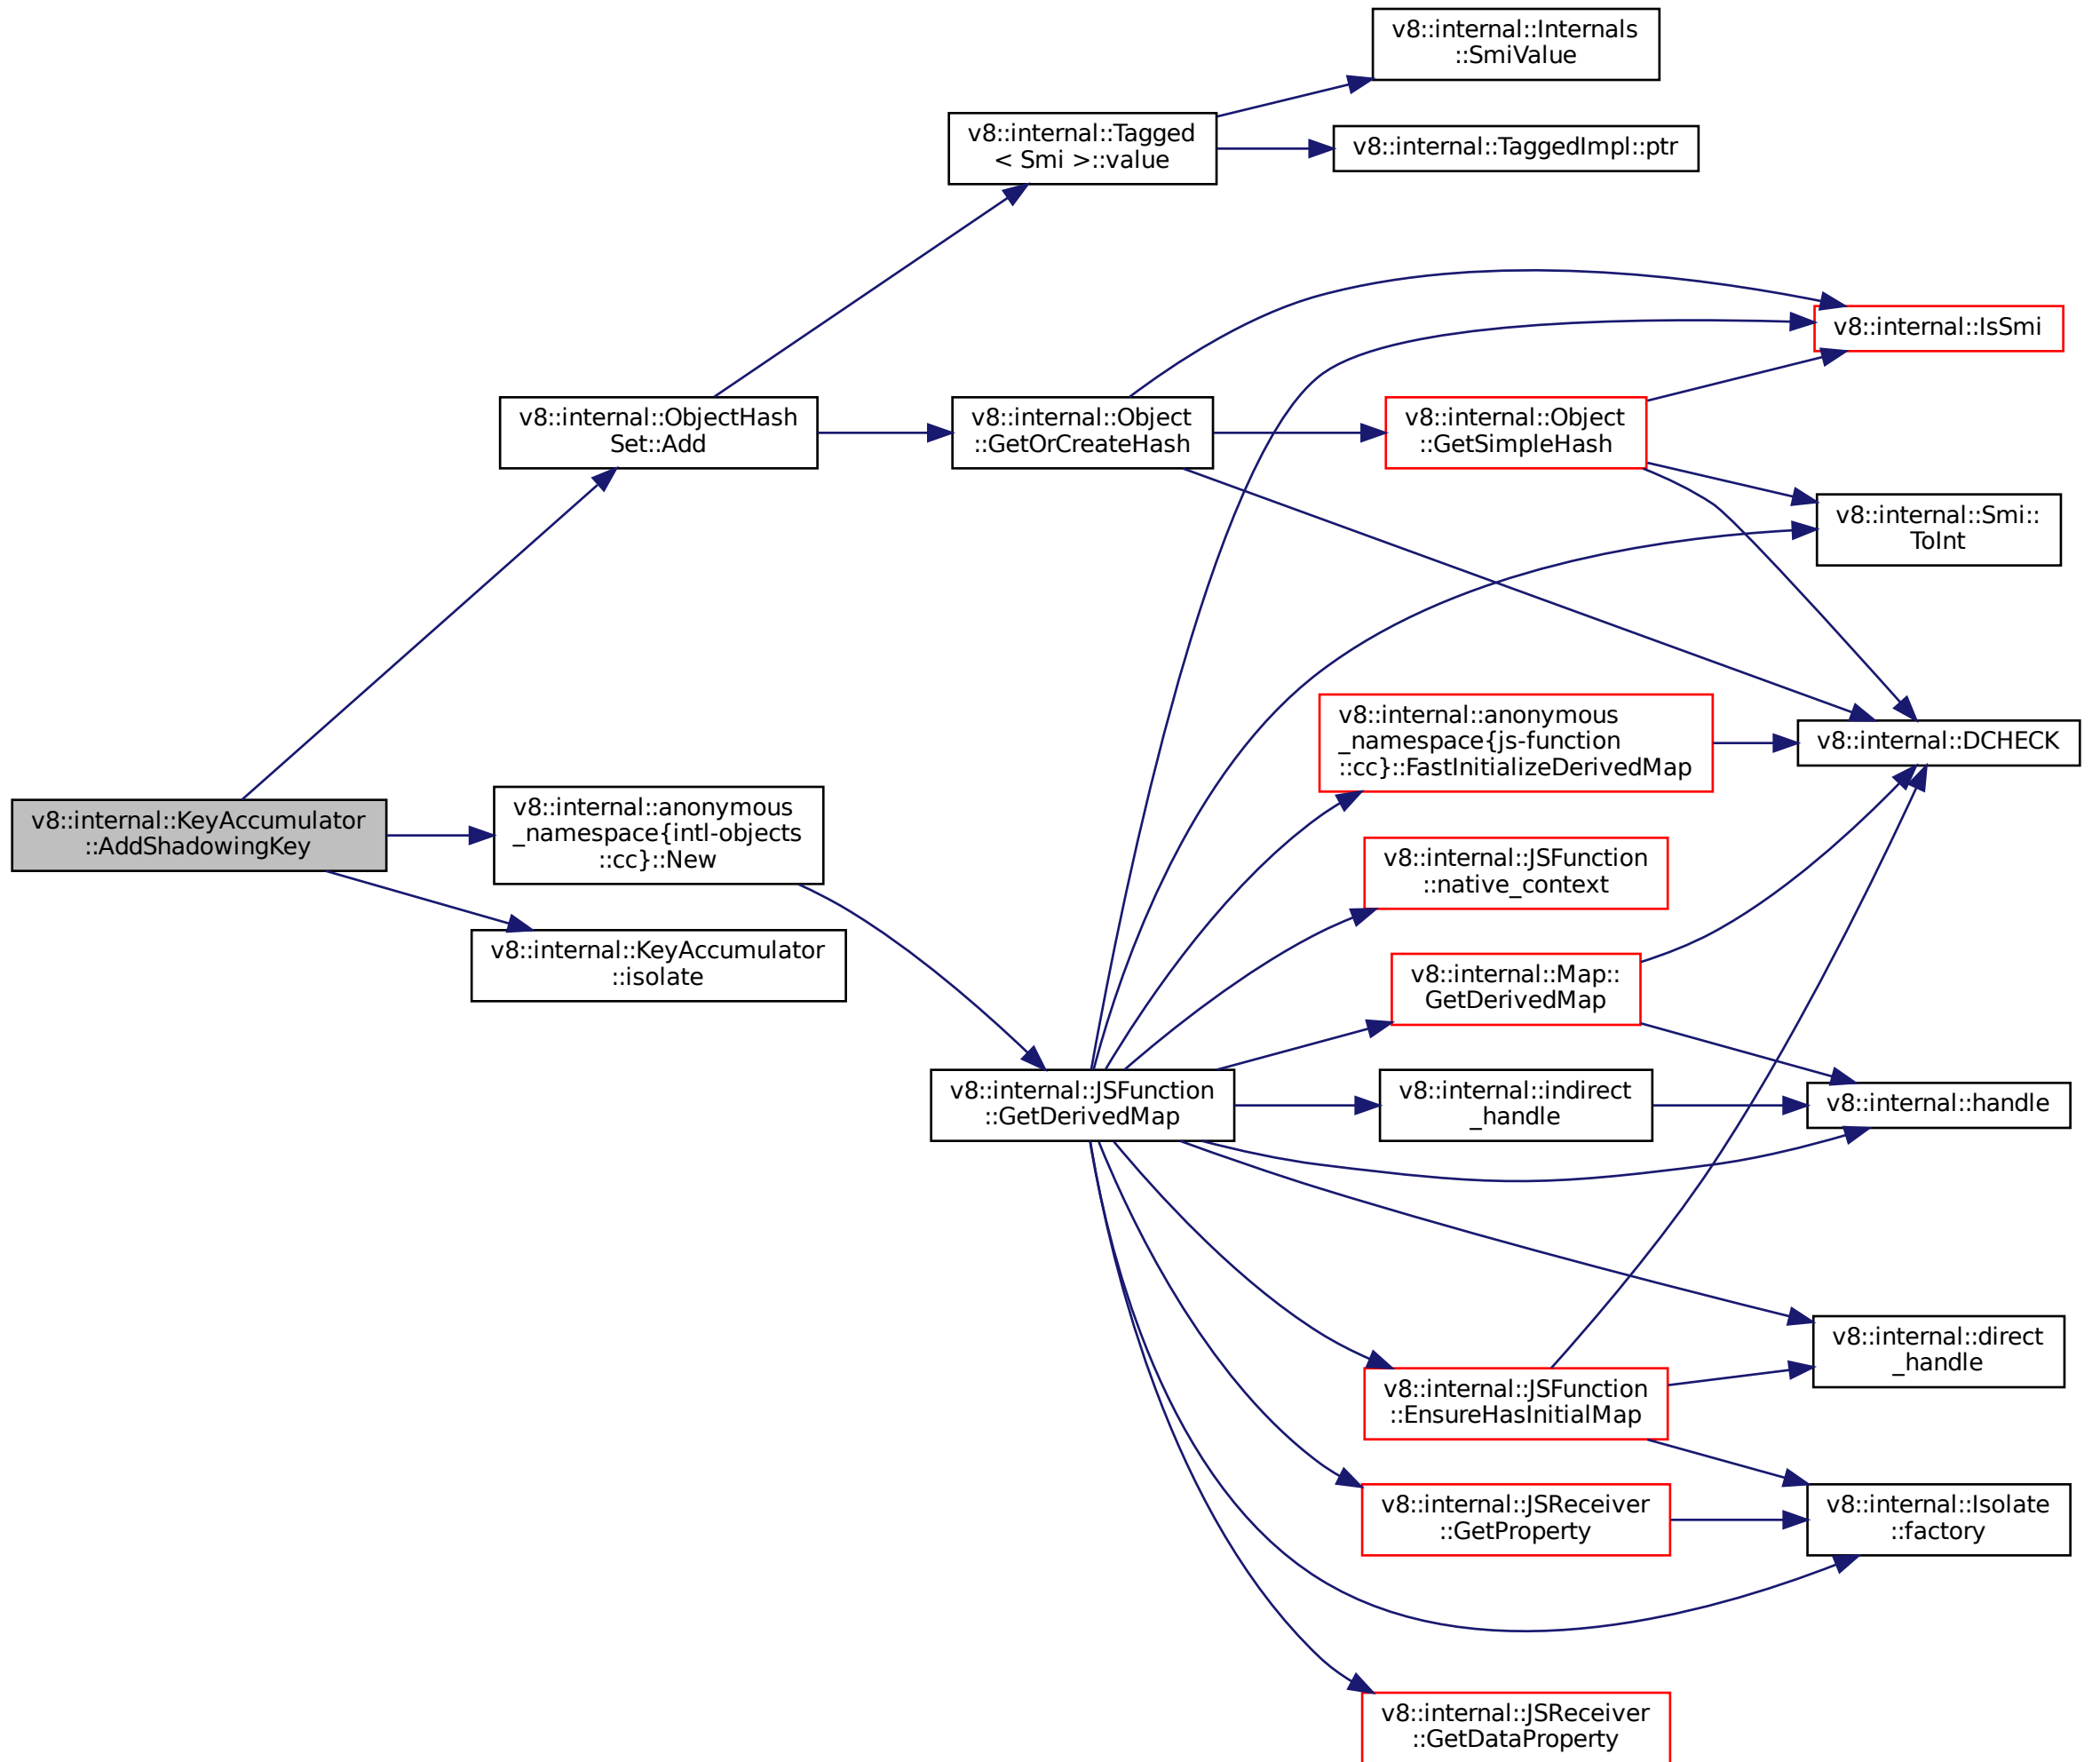 v8::internal::Internals
::SmiValue
v8::internal::Tagged
< Smi >::value
v8::internal::TaggedImpl::ptr
v8::internal::IsSmi
v8::internal::ObjectHash
Set::Add
v8::internal::Object
::GetOrCreateHash
v8::internal::Object
::GetSimpleHash
v8::internal::Smi::
ToInt
v8::internal::anonymous
_namespace{js-function
::cc}::FastInitializeDerivedMap
v8::internal::DCHECK
v8::internal::KeyAccumulator
::AddShadowingKey
v8::internal::anonymous
_namespace{intl-objects
::cc}::New
v8::internal::JSFunction
::native_context
v8::internal::KeyAccumulator
::isolate
v8::internal::Map::
GetDerivedMap
v8::internal::JSFunction
::GetDerivedMap
v8::internal::indirect
_handle
v8::internal::handle
v8::internal::direct
_handle
v8::internal::JSFunction
::EnsureHasInitialMap
v8::internal::JSReceiver
::GetProperty
v8::internal::Isolate
::factory
v8::internal::JSReceiver
::GetDataProperty